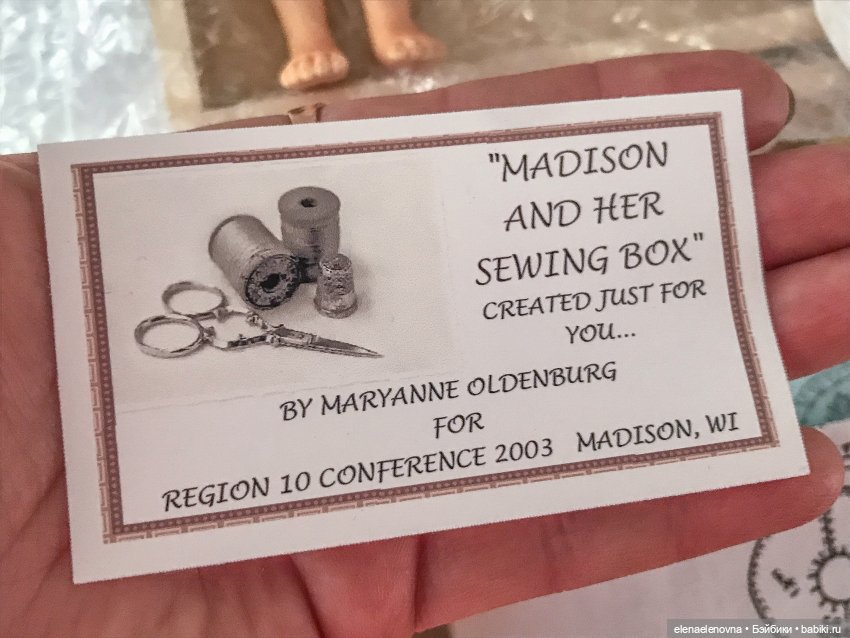 "MADISON
AND HER
SEWING BOX"
CREATED JUST FOR
YOU...
BY MARYANNE OLDENBURG
FOR
REGION 10 CONFERENCE 2003 MADISON, WI
elenaelenovna • Бэйбики • babiki.ru